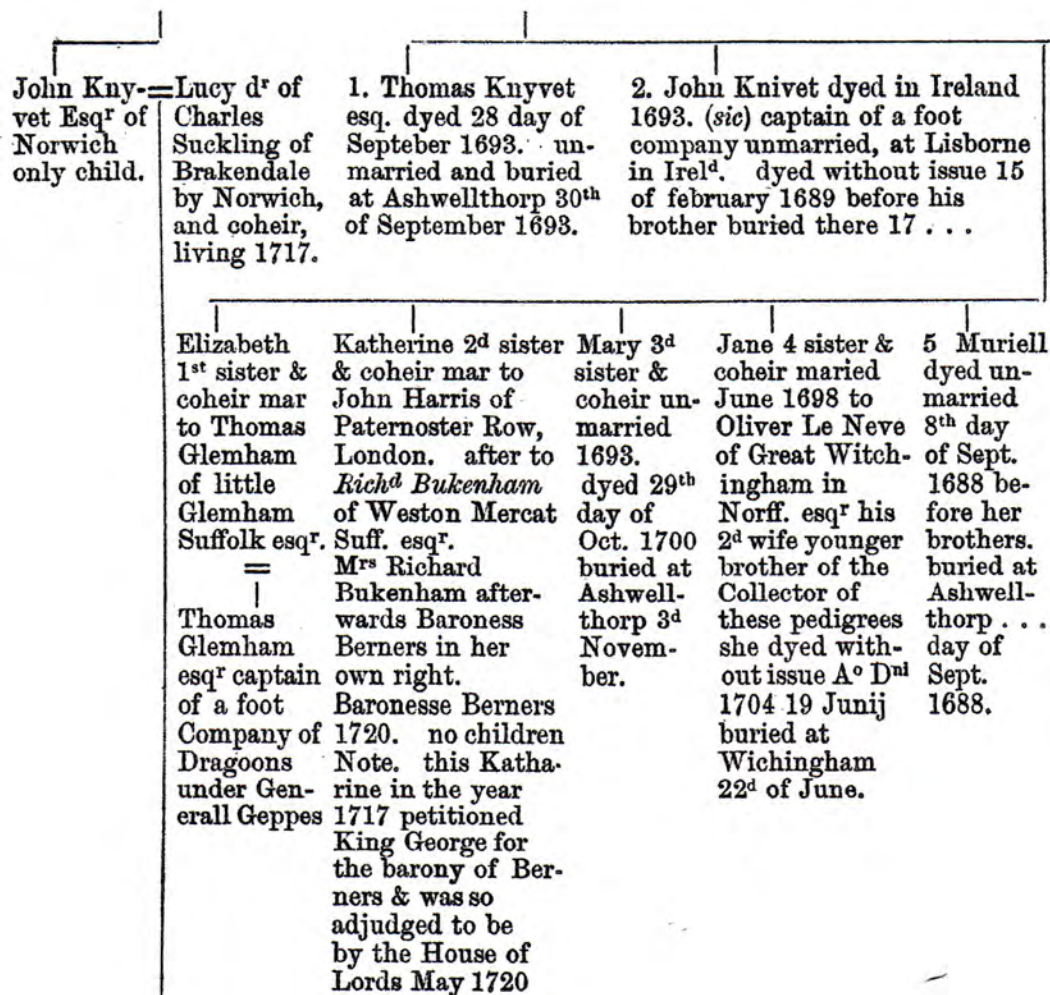 John Kny-
vet Esqr of
Norwich
only child.
=
Lucy dr of
Charles
Suckling of
Brakendale
by Norwich,
and coheir,
living 1717.
1. Thomas Knyvet
esq. dyed 28 day of
Septeber 1693. un-
married and buried
at Ashwellthorp 30th
of September 1693.
2. John Knivet dyed in Ireland
1693. (sic) captain of a foot
company unmarried, at Lisborne
in Ireld. dyed without issue 15
of february 1689 before his
brother buried there 17 . . .
Elizabeth
1st sister &
coheir mar
to Thomas
Glemham
of little
Glemham
Suffolk esqr.
=
Thomas
Glemham
esqr captain
of a foot
Company of
Dragoons
under Gen-
erall Geppes
Katherine 2d sister
& coheir mar to
John Harris of
Paternoster Row,
London. after to
Richd Bukenham
of Weston Mercat
Suff. esqr.
Mrs Richard
Bukenham after-
wards Baroness
Berners in her
own right.
Baronesse Berners
1720. no children
Note. this Katha-
rine in the year
1717 petitioned
King George for
the barony of Ber-
ners & was so
adjudged to be
by the House of
Lords May 1720
Mary 3d
sister &
coheir un-
married
1693.
dyed 29th
day of
Oct. 1700
buried at
Ashwell-
thorp 3d
Novem-
ber.
Jane 4 sister &
coheir maried
June 1698 to
Oliver Le Neve
of Great Witch-
ingham in
Norff. esqr his
2d wife younger
brother of the
Collector of
these pedigrees
she dyed with-
out issue Ao Dni
1704 19 Junij
buried at
Wichingham
22d of June.
5 Muriell
dyed un-
married
8th day
of Sept.
1688 be-
fore her
brothers.
buried at
Ashwell-
thorp . . .
day of
Sept.
1688.